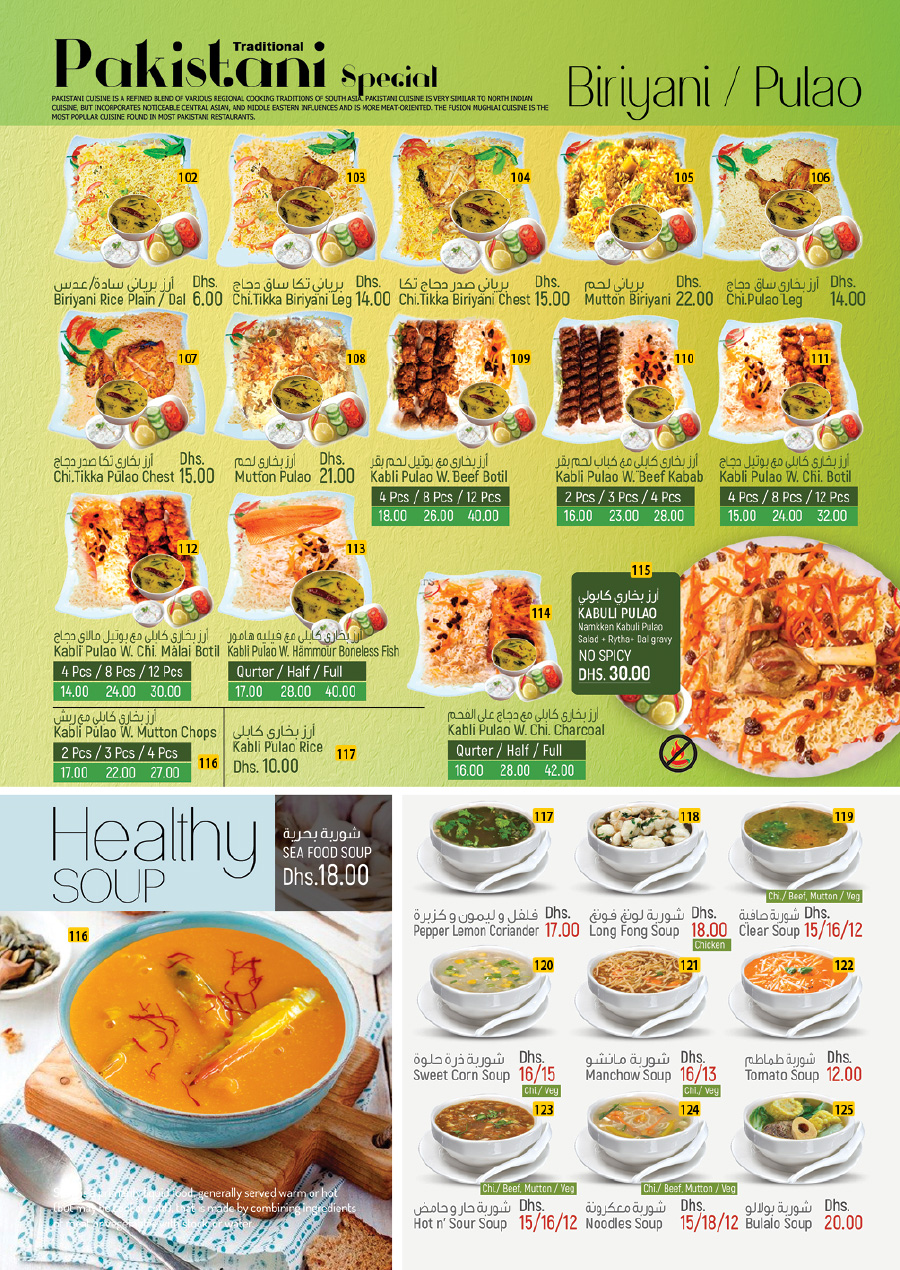 Traditional
Pakistani Special
Biriyani / Pulao
PAKISTANI CUISINE IS A REFINED BLEND OF VARIOUS REGIONAL COOKING TRADITIONS OF SOUTH ASIA. PAKISTANI CUISINE IS VERY SIMILAR TO NORTH INDIAN
CUISINE, BUT INCORPORATES NOTICEABLE CENTRAL ASIAN, AND MIDDLE EASTERN INFLUENCES AND IS MORE MEAT-ORIENTED. THE FUSION MUGHLAI CUISINE IS THE
MOST POPULAR CUISINE FOUND IN MOST PAKISTANI RESTAURANTS.
102
أرز برياني سادة/عدس
Biriyani Rice Plain / Dal
Dhs. 6.00
103
برياني تكا ساق دجاج
Chi.Tikka Biriyani Leg
Dhs. 14.00
104
برياني صدر دجاج تكا
Chi.Tikka Biriyani Chest
Dhs. 15.00
105
برياني لحم
Mutton Biriyani
Dhs. 22.00
106
أرز بخاري ساق دجاج
Chi.Pulao Leg
Dhs. 14.00
107
أرز بخاري تكا صدر دجاج
Chi.Tikka Pulao Chest
Dhs. 15.00
108
أرز بخاري لحم
Mutton Pulao
Dhs. 21.00
109
أرز بخاري مع بوتيل لحم بقر
Kabli Pulao W. Beef Botil
4 Pcs / 8 Pcs / 12 Pcs
18.00 26.00 40.00
110
أرز بخاري كابلي مع كباب لحم بقر
Kabli Pulao W. Beef Kabab
2 Pcs / 3 Pcs / 4 Pcs
16.00 23.00 28.00
111
أرز بخاري كابلي مع بوتيل دجاج
Kabli Pulao W. Chi. Botil
4 Pcs / 8 Pcs / 12 Pcs
15.00 24.00 32.00
112
أرز بخاري كابلي مع بوتيل مالاي دجاج
Kabli Pulao W. Chi. Malai Botil
4 Pcs / 8 Pcs / 12 Pcs
14.00 24.00 30.00
113
أرز بخاري كابلي مع فيليه هامور
Kabli Pulao W. Hammour Boneless Fish
Qurter / Half / Full
17.00 28.00 40.00
114
أرز بخاري كابلي مع دجاج على الفحم
Kabli Pulao W. Chi. Charcoal
Qurter / Half / Full
16.00 28.00 42.00
115
أرز بخاري كابولي
KABULI PULAO
Namkken Kabuli Pulao
Salad + Rytha+ Dal gravy
NO SPICY
DHS. 30.00
أرز بخاري كابلي مع ريش
Kabli Pulao W. Mutton Chops
2 Pcs / 3 Pcs / 4 Pcs
17.00 22.00 27.00
116
أرز بخاري كابلي
Kabli Pulao Rice
Dhs. 10.00
117
Healthy
SOUP
شوربة بحرية
SEA FOOD SOUP
Dhs.18.00
116
generally served warm or hot
that is made by combining ingredients
117
فلفل و ليمون و كزبرة
Pepper Lemon Coriander
Dhs. 17.00
118
شوربة لونغ فونغ
Long Fong Soup
Dhs. 18.00
Chicken
119
Chi./ Beef, Mutton / Veg
شوربة صافية
Clear Soup
Dhs. 15/16/12
120
شوربة ذرة حلوة
Sweet Corn Soup
Dhs. 16/15
Chi./ Veg
121
شوربة مانشو
Manchow Soup
Dhs. 16/13
Chi./ Veg
122
شوربة طماطم
Tomato Soup
Dhs. 12.00
123
Chi./ Beef, Mutton / Veg
شوربة حار و حامض
Hot n' Sour Soup
Dhs. 15/16/12
124
Chi./ Beef, Mutton / Veg
شوربة معكرونة
Noodles Soup
Dhs. 15/18/12
125
شوربة بولالو
Bulalo Soup
Dhs. 20.00